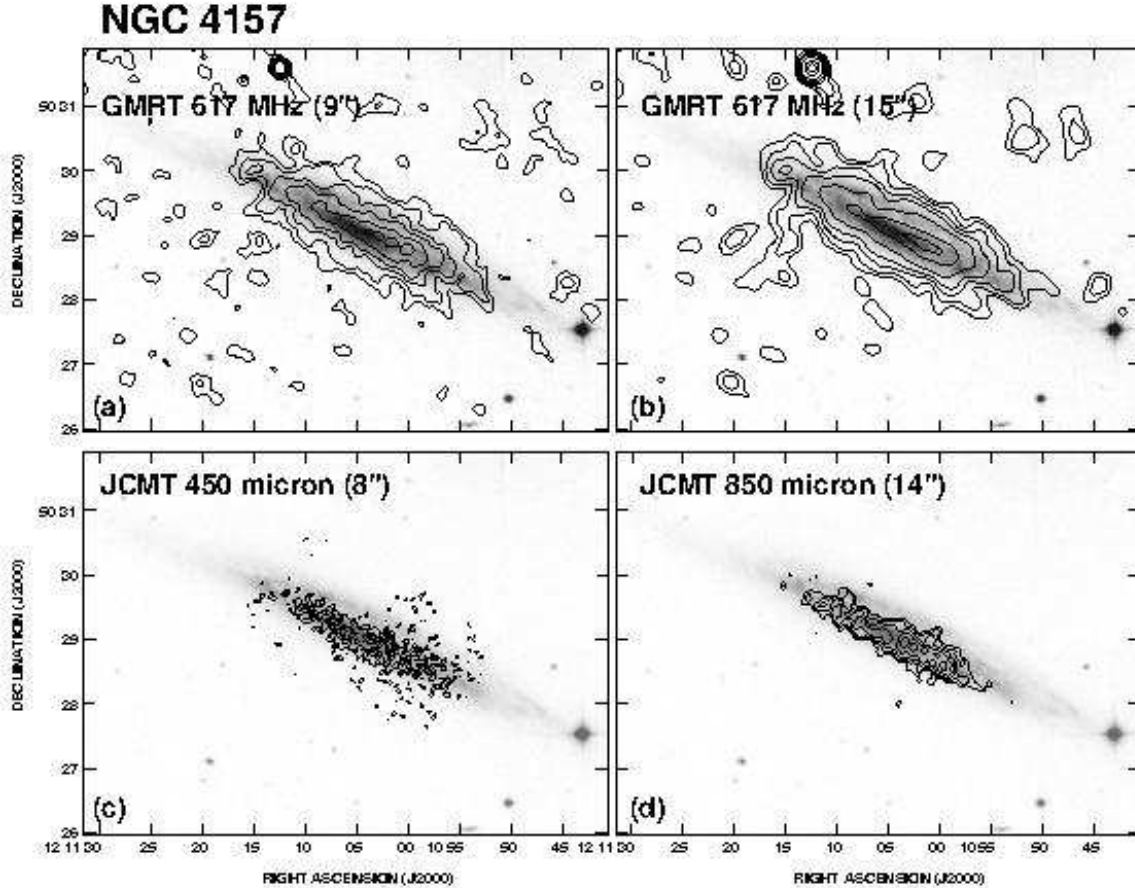 NGC 4157
GMRT 617 MHz (9")
GMRT 617 MHz (15")
50 31
30
29
28
27
26
DECLINATION (J2000)
(a)
(b)
JCMT 450 micron (8")
JCMT 850 micron (14")
50 31
30
29
28
27
26
DECLINATION (J2000)
(c)
(d)
12 11 30 25 20 15 10 05 00 10 55 50 45
12 11 30 25 20 15 10 05 00 10 55 50 45
RIGHT ASCENSION (J2000)
RIGHT ASCENSION (J2000)